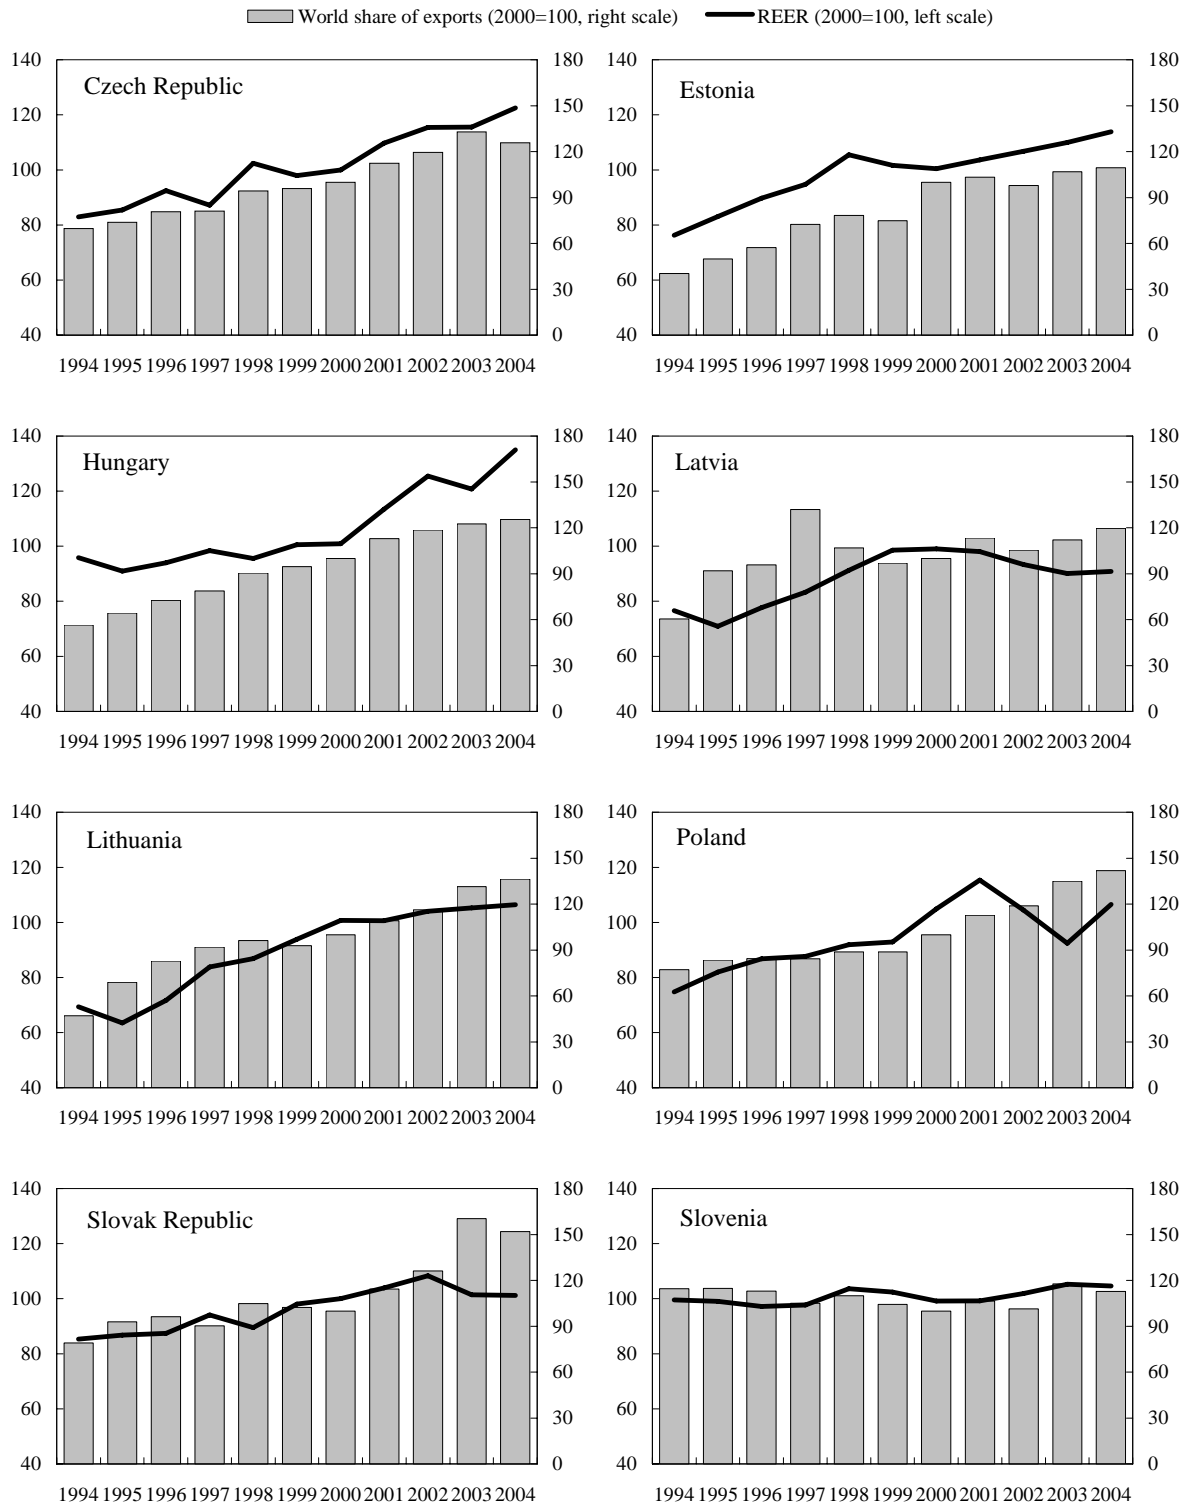 World share of exports (2000=100, right scale) REER (2000=100, left scale)
140 180 140 180
Czech Republic Estonia
120 150 120 150
100 120 100 120
80 90 80 90
60 60 60 60
30 30
40 0 40 0
1994 1995 1996 1997 1998 1999 2000 2001 2002 2003 2004 1994 1995 1996 1997 1998 1999 2000 2001 2002 2003 2004
140 180 140 180
Hungary Latvia
120 150 120 150
100 120 100 120
80 90 80 90
60 60 60 60
30 30
40 0 40 0
1994 1995 1996 1997 1998 1999 2000 2001 2002 2003 2004 1994 1995 1996 1997 1998 1999 2000 2001 2002 2003 2004
140 180 140 180
Lithuania Poland
120 150 120 150
100 120 100 120
80 90 80 90
60 60 60 60
30 30
40 0 40 0
1994 1995 1996 1997 1998 1999 2000 2001 2002 2003 2004 1994 1995 1996 1997 1998 1999 2000 2001 2002 2003 2004
140 180 140 180
Slovak Republic Slovenia
120 150 120 150
100 120 100 120
80 90 80 90
60 60 60 60
30 30
40 0 40 0
1994 1995 1996 1997 1998 1999 2000 2001 2002 2003 2004 1994 1995 1996 1997 1998 1999 2000 2001 2002 2003 2004